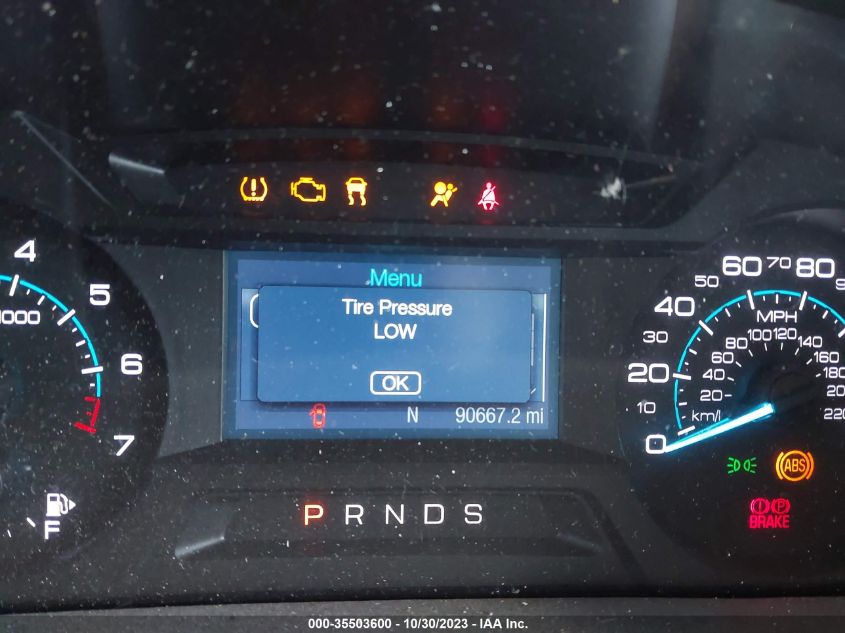 4
5
6
7
1000
F
Menu
Tire Pressure
LOW
OK
N 90667.2 mi
P R N D S
0 10 20 30 40 50 60 70 80
MPH
20 40 60 80 100 120 140 160 180 220
km/
ABS
P
BRAKE
000-35503600 - 10/30/2023 - IAA Inc.